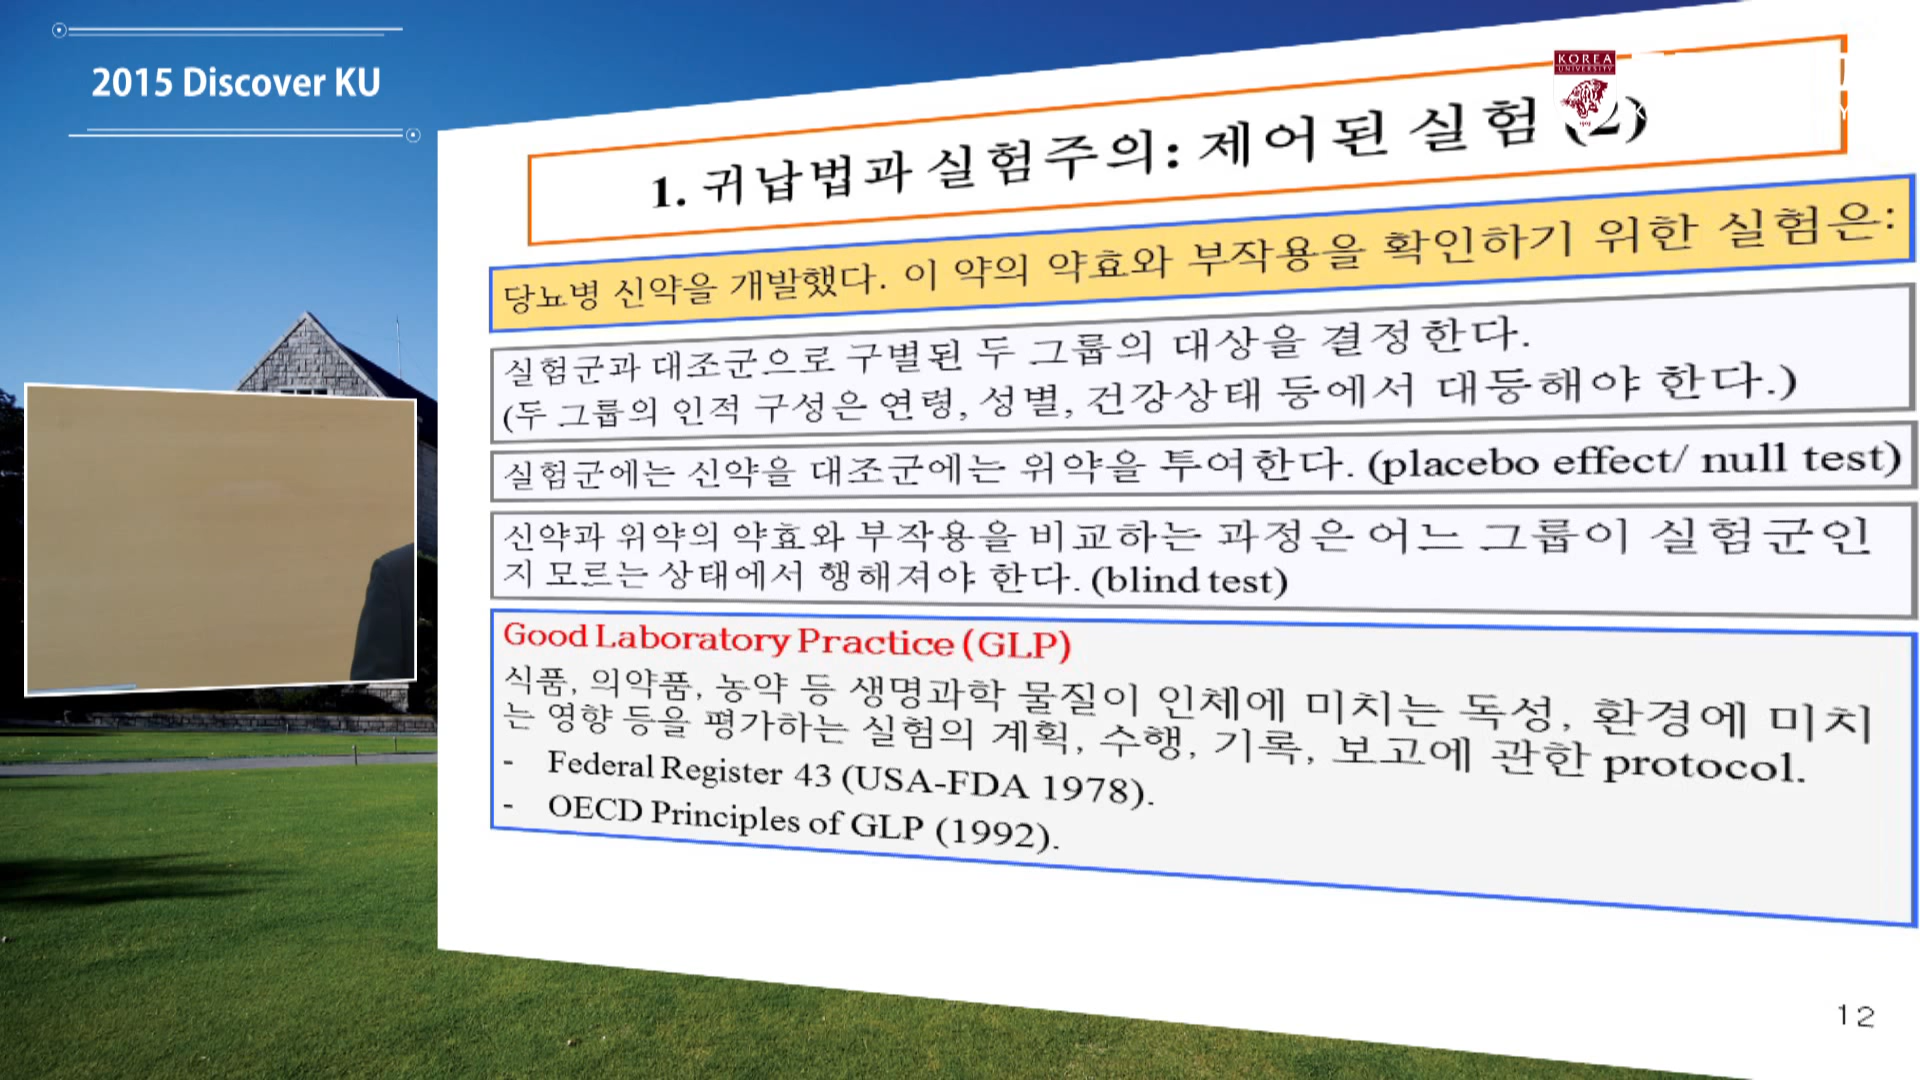 2015 Discover KU
KOREA
UNIVERSITY
1. 귀납법과 실험주의: 제어된 실험 (2)
당뇨병 신약을 개발했다. 이 약의 약효와 부작용을 확인하기 위한 실험은:
실험군과 대조군으로 구별된 두 그룹의 대상을 결정한다.
(두 그룹의 인적 구성은 연령, 성별, 건강상태 등에서 대등해야 한다.)
실험군에는 신약을 대조군에는 위약을 투여한다. (placebo effect/ null test)
신약과 위약의 약효와 부작용을 비교하는 과정은 어느 그룹이 실험군인
지 모르는 상태에서 행해져야 한다. (blind test)
Good Laboratory Practice (GLP)
식품, 의약품, 농약 등 생명과학 물질이 인체에 미치는 독성, 환경에 미치
는 영향 등을 평가하는 실험의 계획, 수행, 기록, 보고에 관한 protocol.
- Federal Register 43 (USA-FDA 1978).
- OECD Principles of GLP (1992).
12